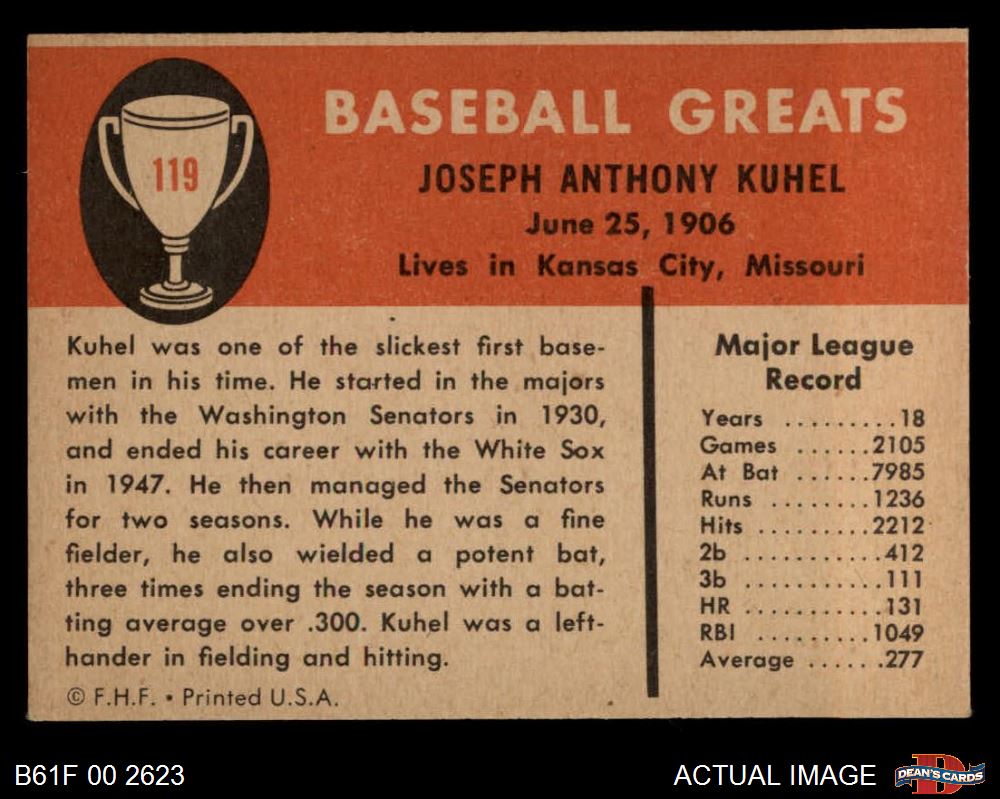 119
BASEBALL GREATS
JOSEPH ANTHONY KUHEL
June 25, 1906
Lives in Kansas City, Missouri
Kuhel was one of the slickest first base-
men in his time. He started in the majors
with the Washington Senators in 1930,
and ended his career with the White Sox
in 1947. He then managed the Senators
for two seasons. While he was a fine
fielder, he also wielded a potent bat,
three times ending the season with a bat-
ting average over .300. Kuhel was a left-
hander in fielding and hitting.
© F.H.F. • Printed U.S.A.
Major League
Record
Years .........18
Games ......2105
At Bat ......7985
Runs .......1236
Hits .........2212
2b ...........412
3b ...........111
HR ...........131
RBI .........1049
Average ......277
B61F 00 2623
ACTUAL IMAGE
D
DEAN'S CARDS